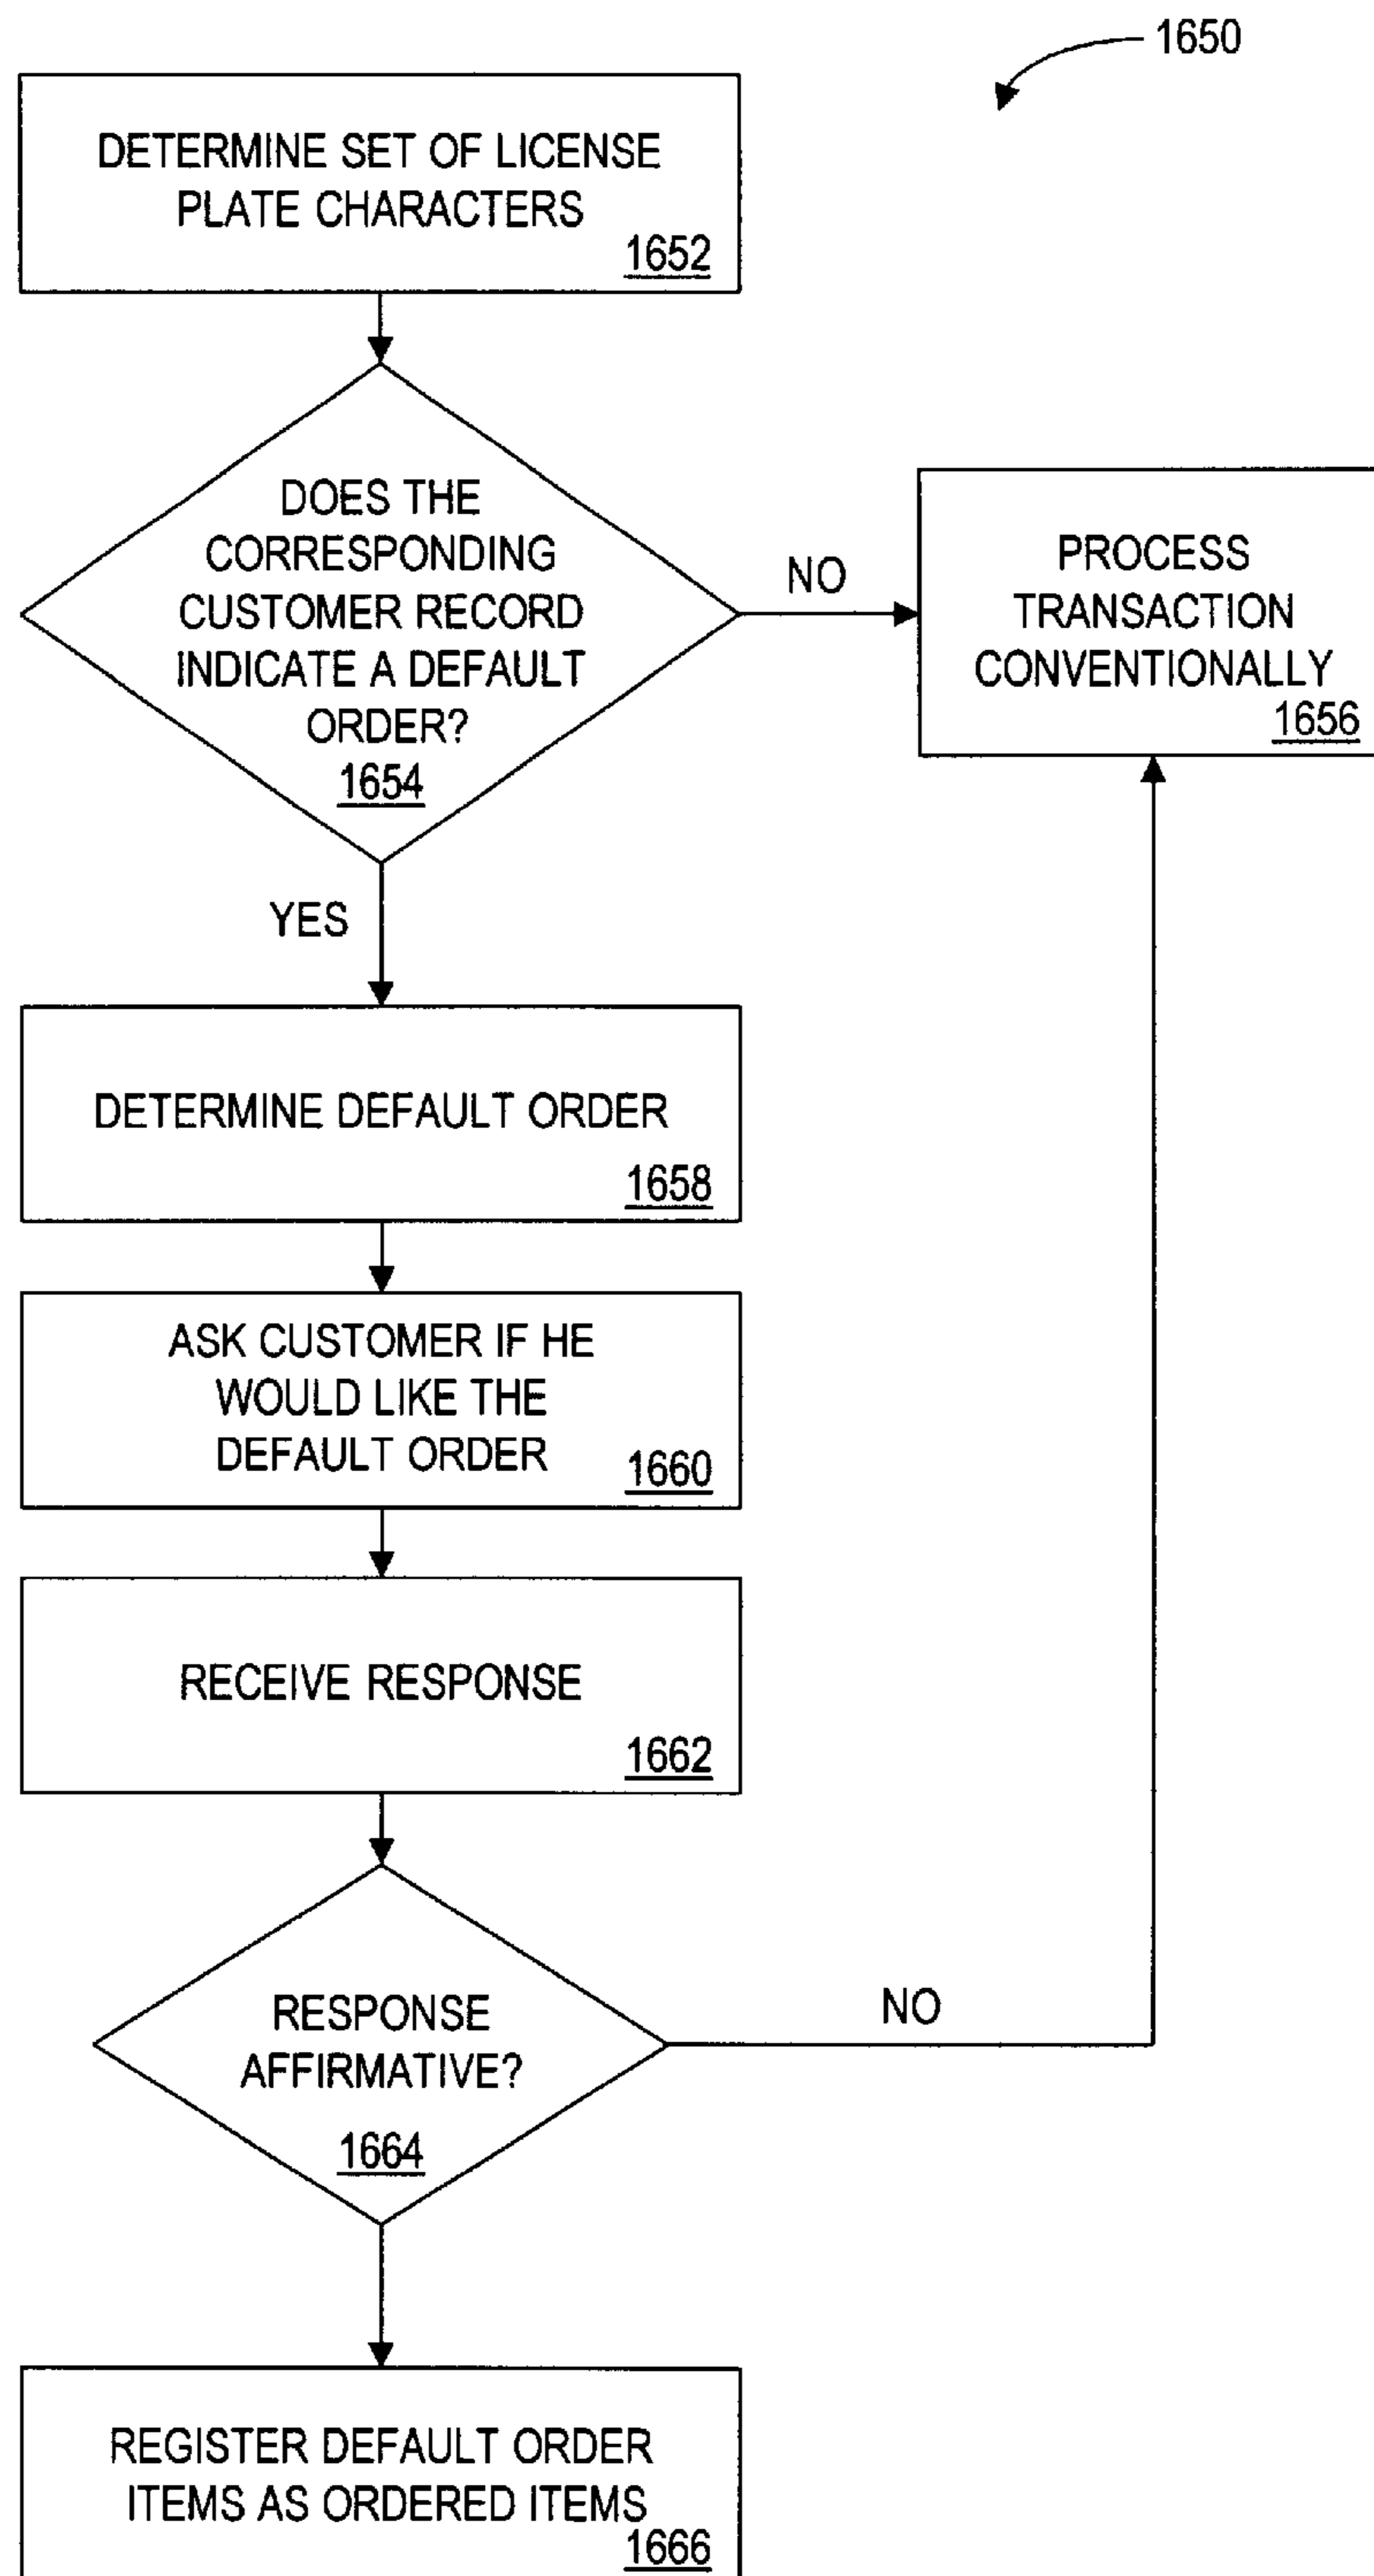 1650
DETERMINE SET OF LICENSE
PLATE CHARACTERS
1652
DOES THE
CORRESPONDING
CUSTOMER RECORD
INDICATE A DEFAULT
ORDER?
1654
NO
PROCESS
TRANSACTION
CONVENTIONALLY
1656
YES
DETERMINE DEFAULT ORDER
1658
ASK CUSTOMER IF HE
WOULD LIKE THE
DEFAULT ORDER
1660
RECEIVE RESPONSE
1662
RESPONSE
AFFIRMATIVE?
1664
NO
REGISTER DEFAULT ORDER
ITEMS AS ORDERED ITEMS
1666